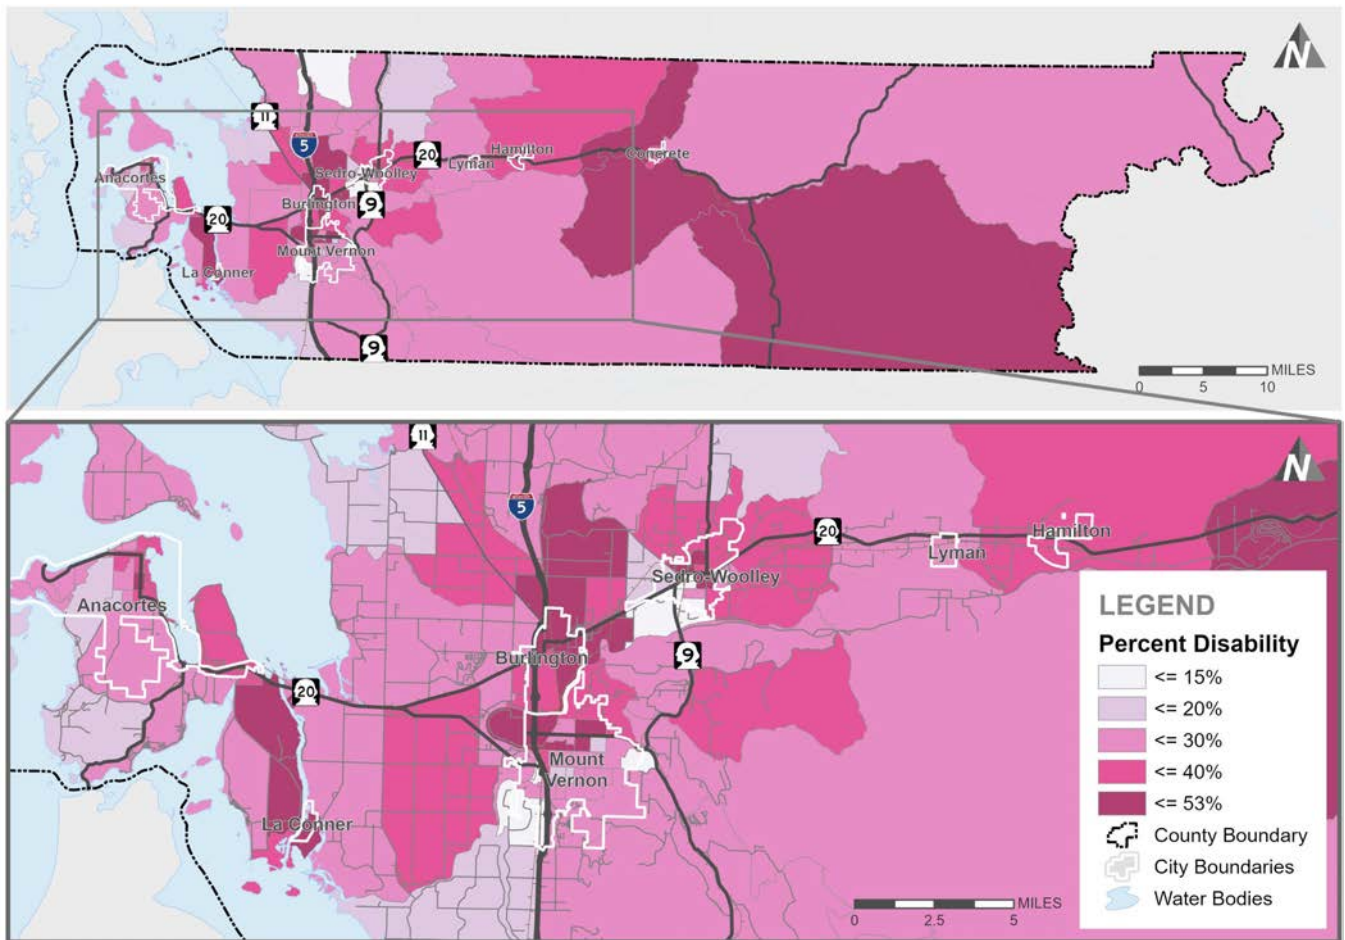 N
11
5
20
Lyman
Hamilton
Concrete
Sedro-Woolley
Anacortes
Burlington
9
20
Mount Vernon
La Conner
9
MILES
0 5 10
11
N
5
20
Hamilton
Lyman
Sedro-Woolley
Anacortes
Burlington
9
20
Mount
Vernon
La Conner
MILES
0 2.5 5
LEGEND
Percent Disability
<= 15%
<= 20%
<= 30%
<= 40%
<= 53%
County Boundary
City Boundaries
Water Bodies